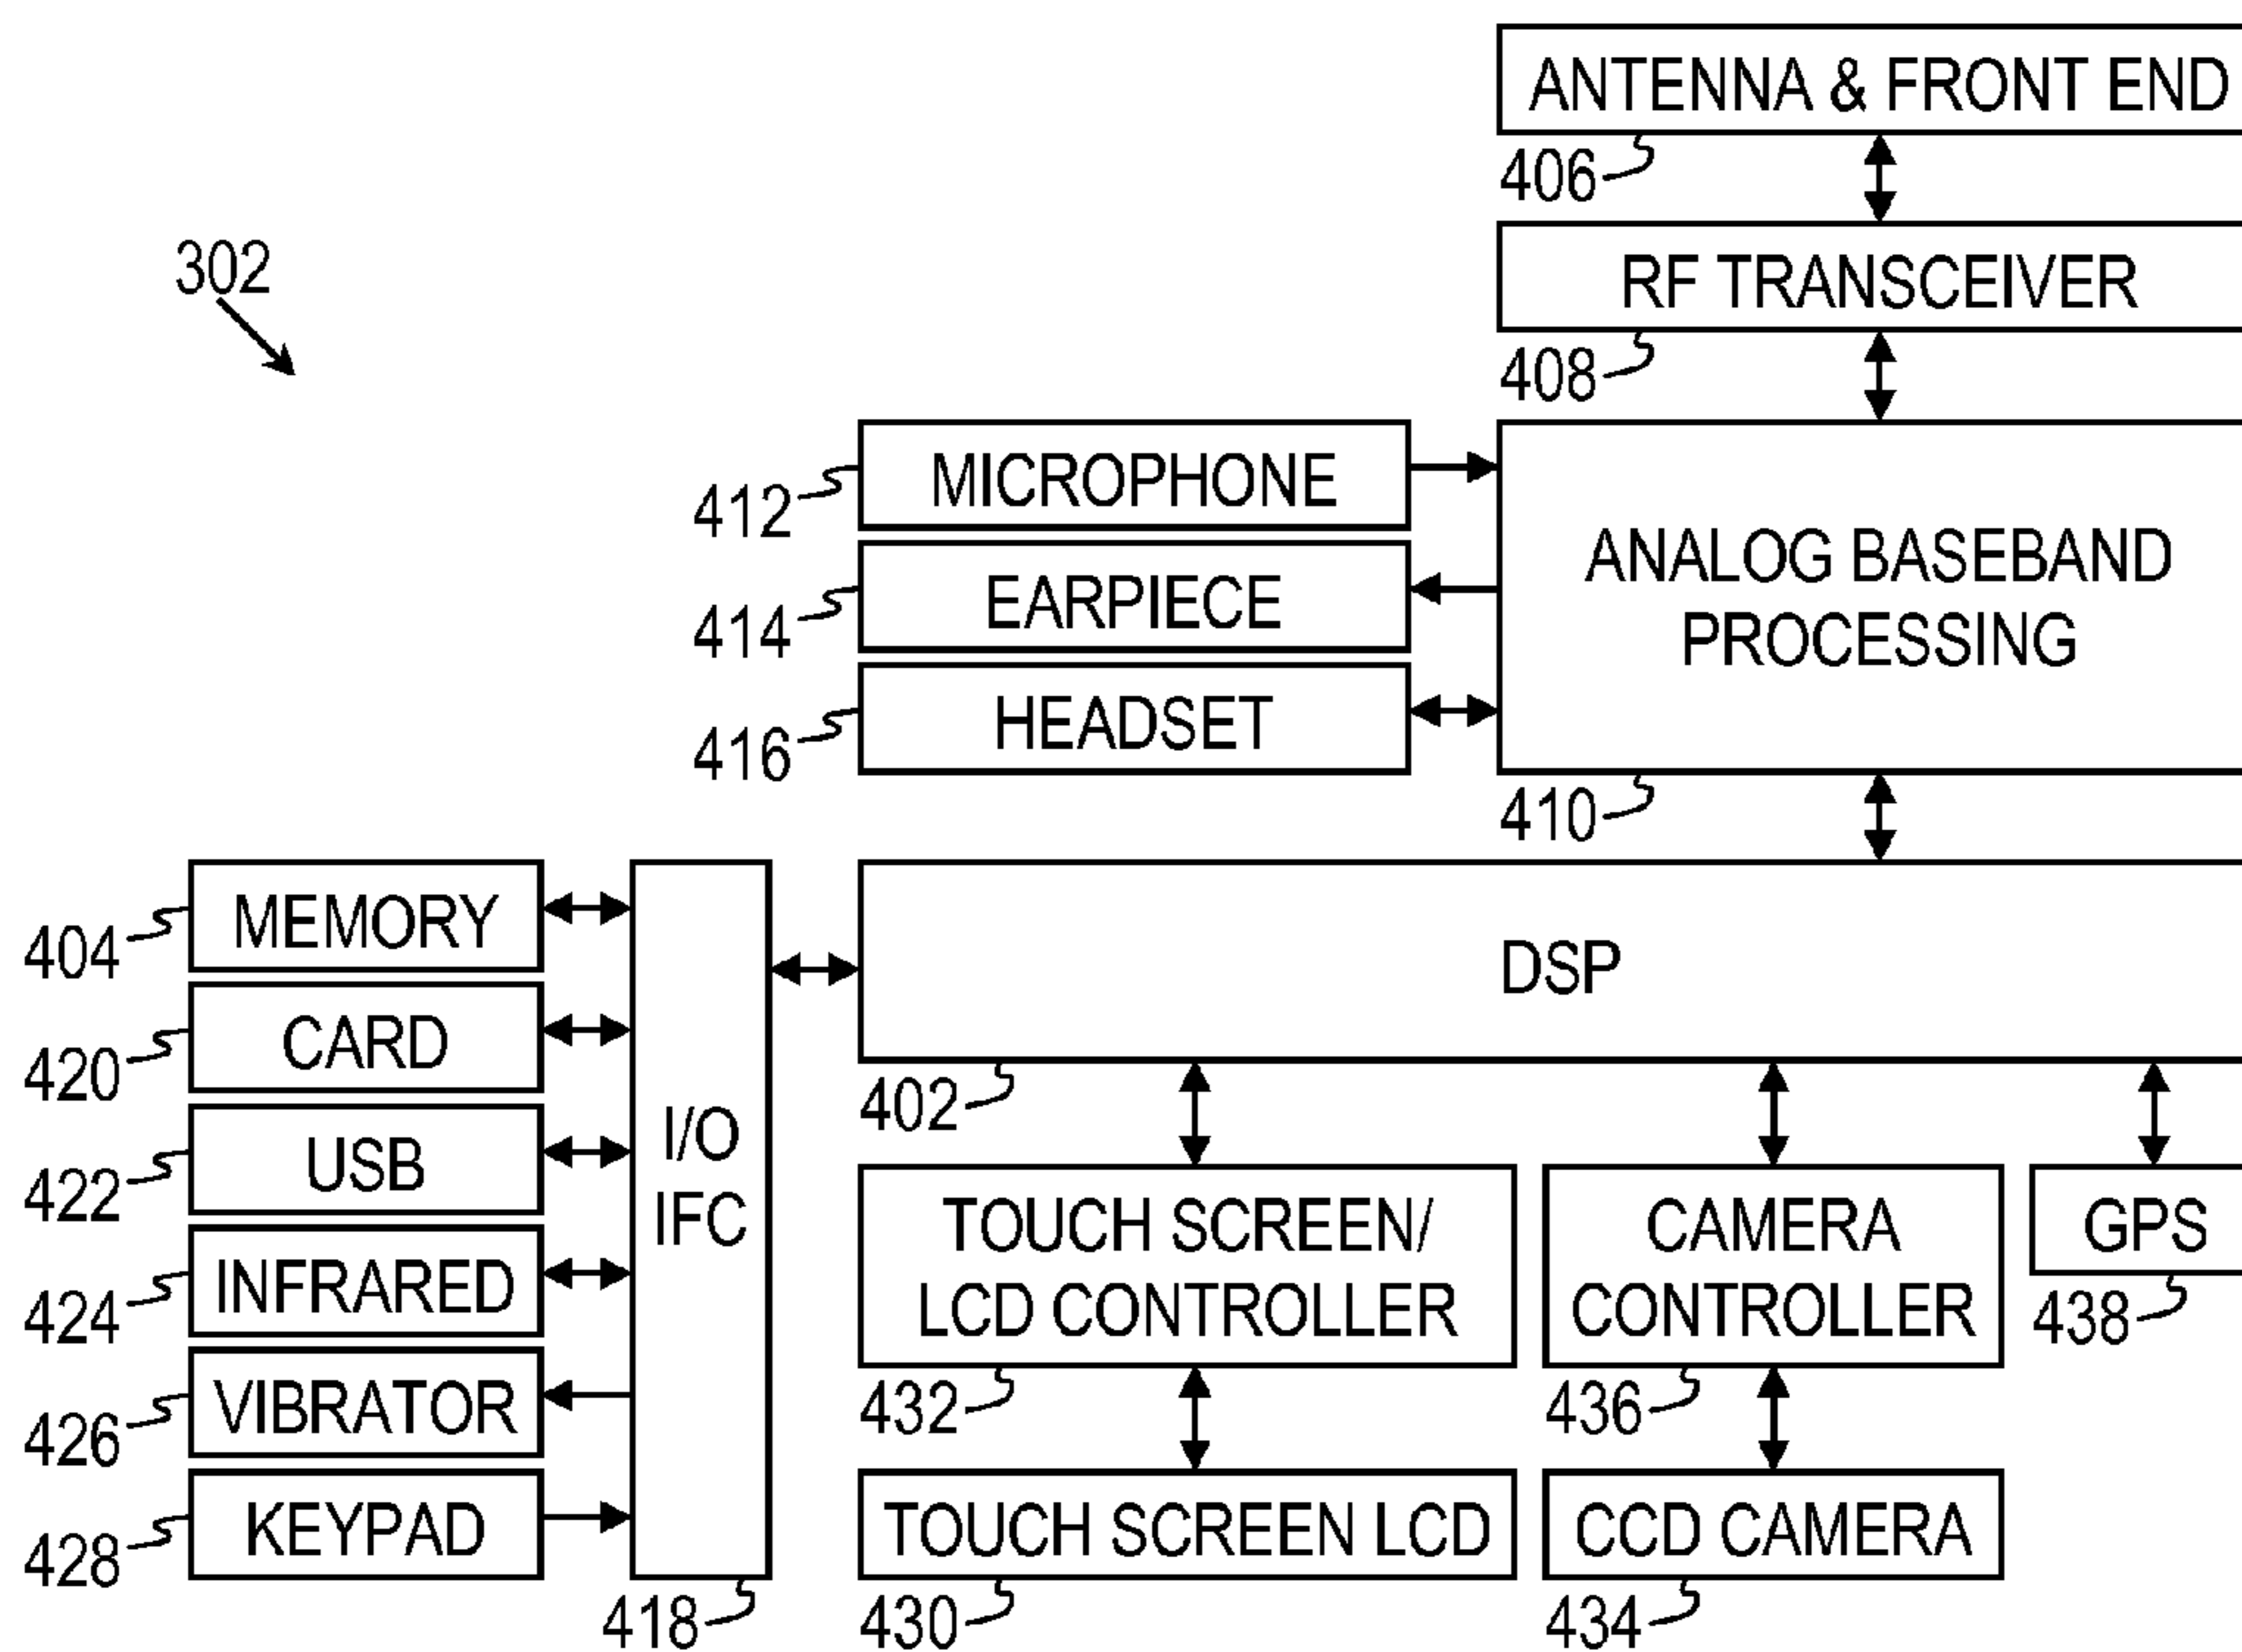 ANTENNA & FRONT END
406
302
RF TRANSCEIVER
408
MICROPHONE
412
EARPIECE
414
HEADSET
416
ANALOG BASEBAND
PROCESSING
410
MEMORY
404
CARD
420
USB
422
INFRARED
424
VIBRATOR
426
KEYPAD
428
I/O
IFC
418
DSP
402
TOUCH SCREEN/
LCD CONTROLLER
432
TOUCH SCREEN LCD
430
CAMERA
CONTROLLER
436
CCD CAMERA
434
GPS
438